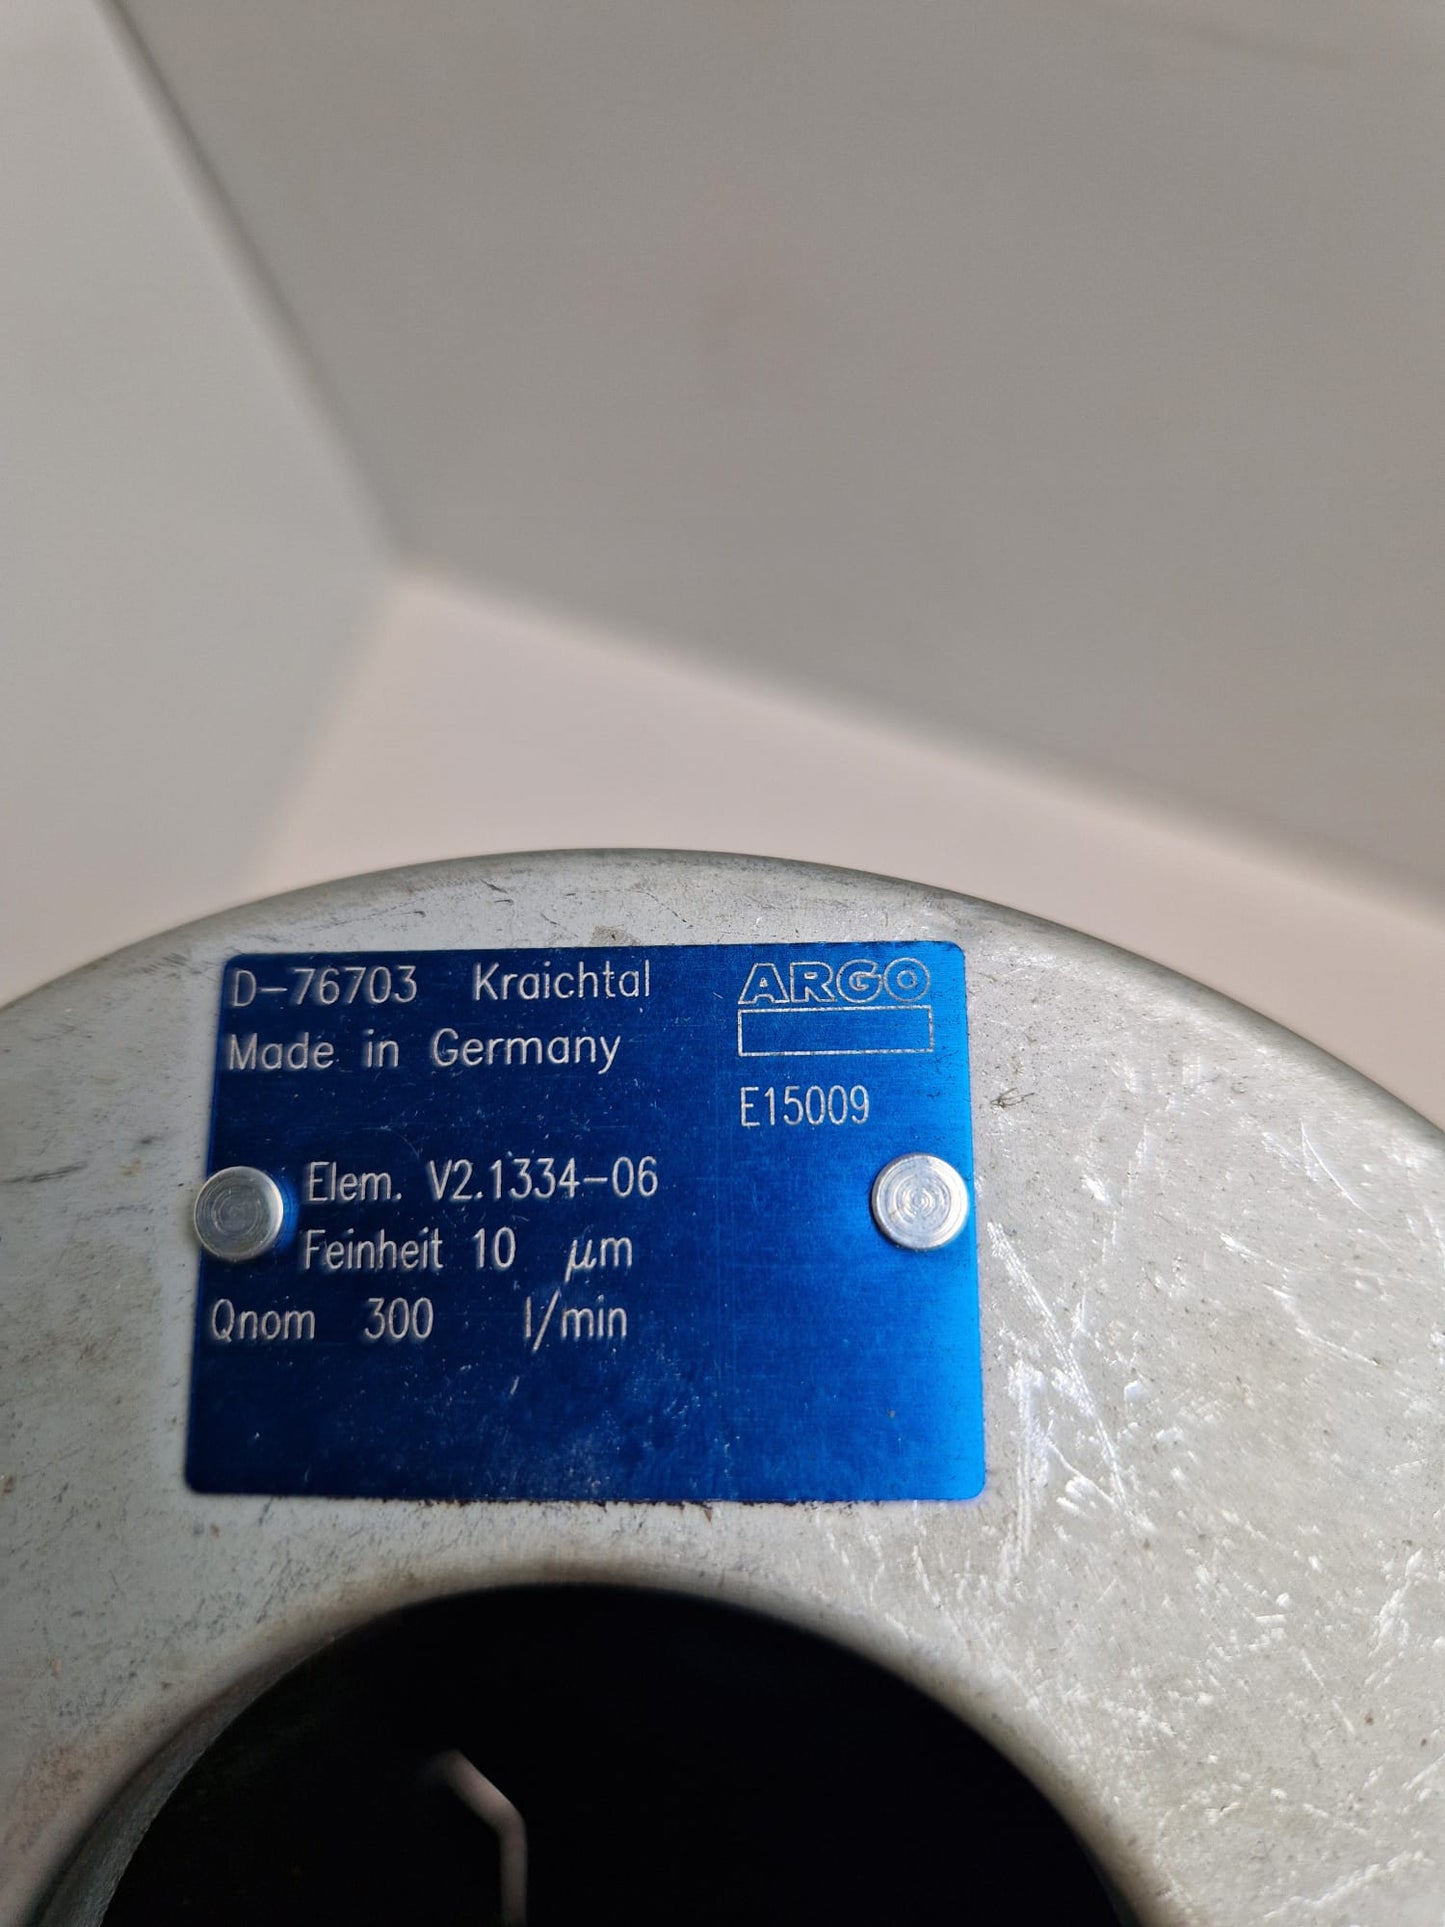 D-76703 Kraichtal
Made in Germany
ARGO
E15009
Elem. V2.1334-06
Feinheit 10 µm
Qnom 300 l/min